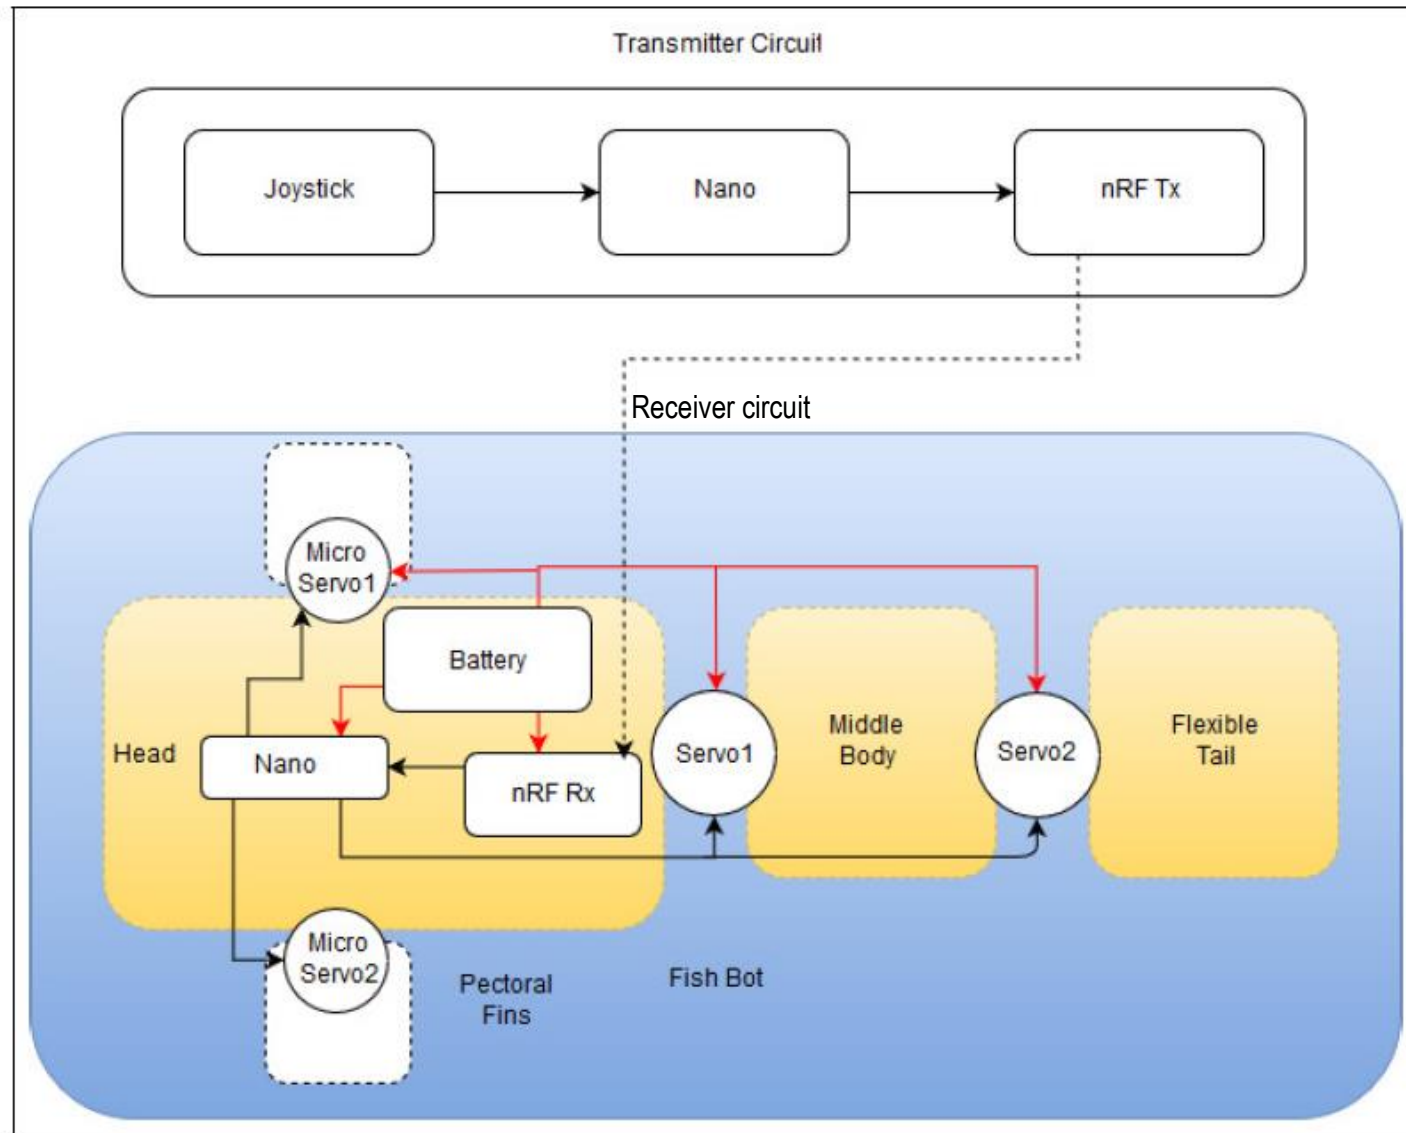 Transmitter Circuit
Joystick
Nano
nRF Tx
Receiver circuit
Micro
Servo1
Battery
Head
Nano
nRF Rx
Servo1
Middle
Body
Servo2
Flexible
Tail
Micro
Servo2
Pectoral
Fins
Fish Bot